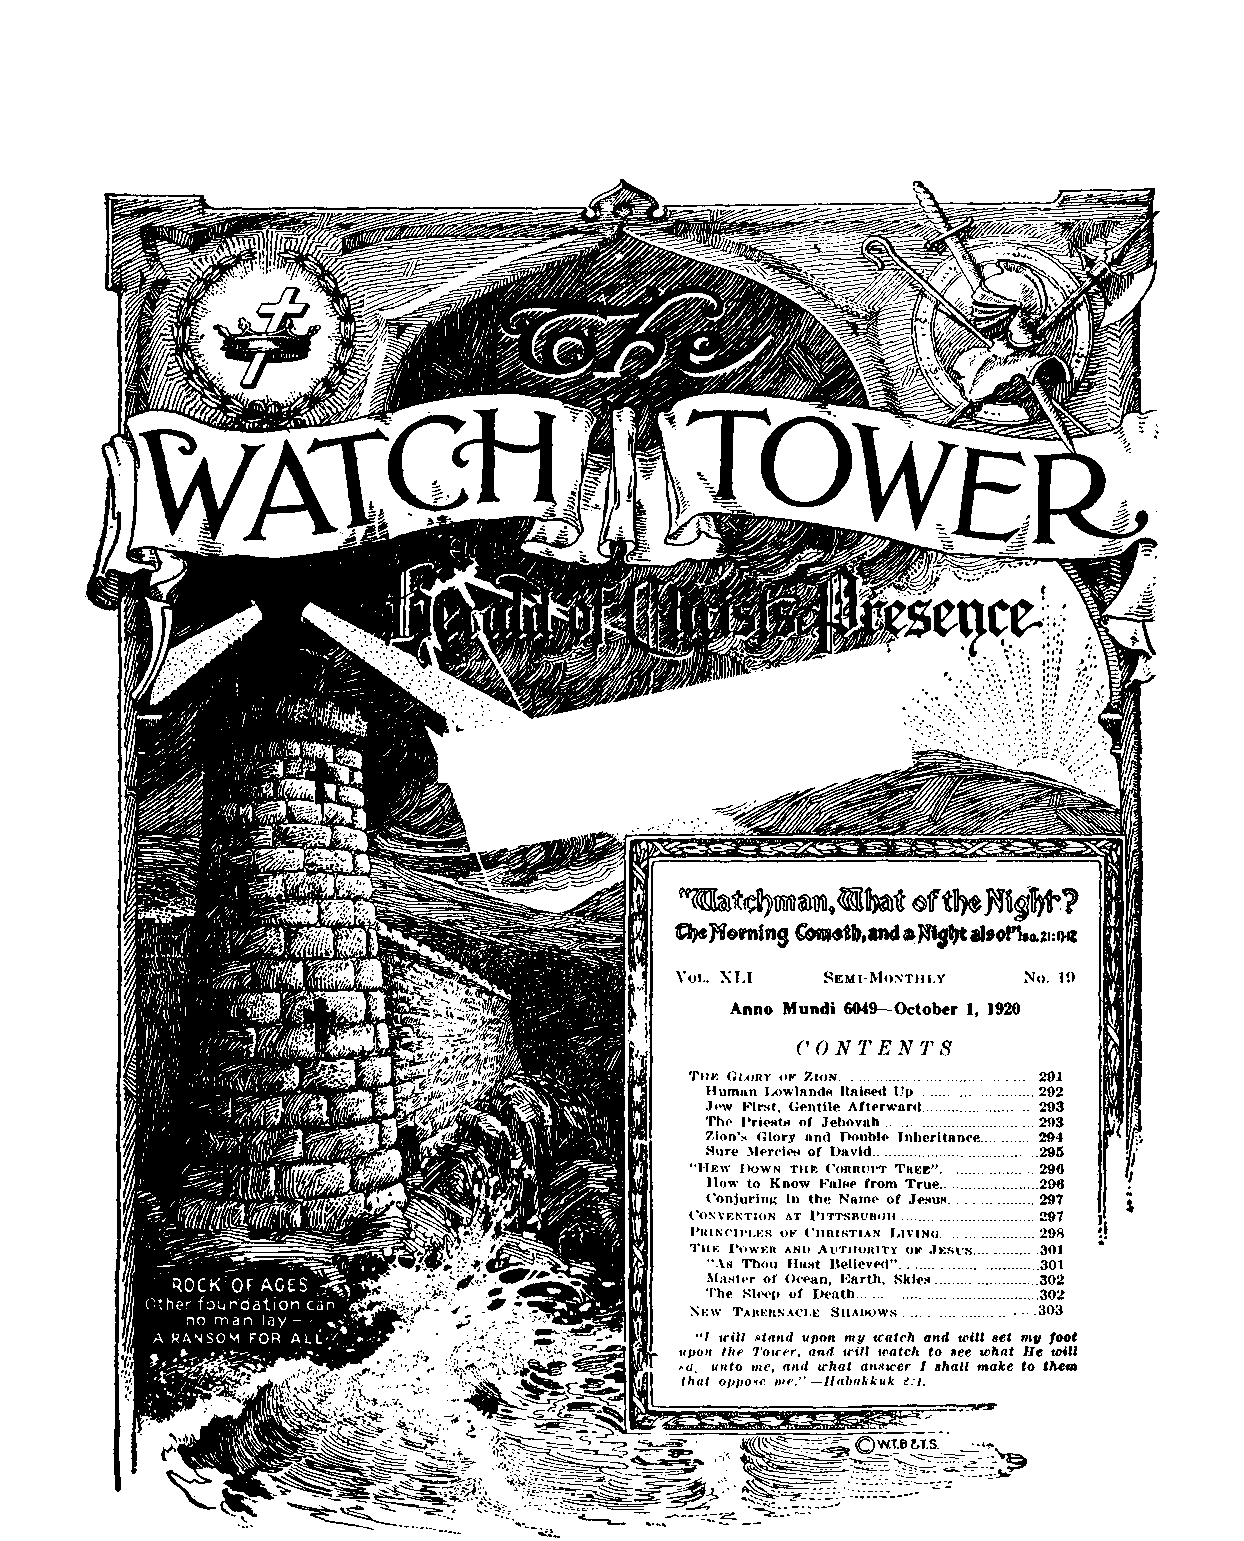 The
WATCH TOWER
Herald of Christ's Presence
"Watchman, What of the Night?
The Morning Cometh, and a Night also!" Isa. 21:11-12
VOL. XLI SEMI-MONTHLY No. 19
Anno Mundi 6049—October 1, 1920
CONTENTS
THE GLORY OF ZION 291
Human Lowlands Raised Up 292
Jew First, Gentile Afterward 293
The Priests of Jehovah 293
Zion's Glory and Double Inheritance 294
Sure Mercies of David 295
"HEW DOWN THE CORRUPT TREE" 296
How to Know False from True 296
Conjuring in the Name of Jesus 297
CONVENTION AT PITTSBURGH 297
PRINCIPLES OF CHRISTIAN LIVING 298
THE POWER AND AUTHORITY OF JESUS 301
"As Thou Hast Believed" 301
Master of Ocean, Earth, Skies 302
The Sleep of Death 302
NEW TABERNACLE SHADOWS 303
"I will stand upon my watch and will set my foot
upon the Tower, and will watch to see what He will
unto me, and what answer I shall make to them
that oppose me."—Habakkuk 2:1.
ROCK OF AGES
Other foundation can
no man lay—
A RANSOM FOR ALL
© W.T.B.&T.S.